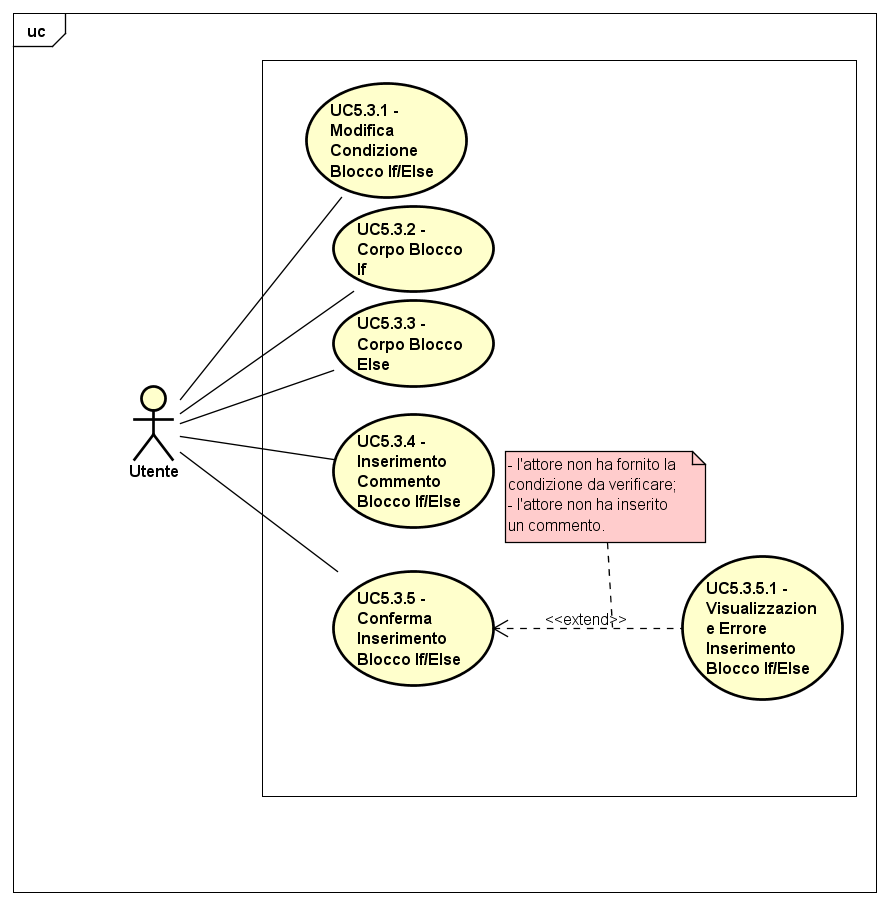 uc
UC5.3.1 -
Modifica
Condizione
Blocco If/Else
UC5.3.2 -
Corpo Blocco
If
UC5.3.3 -
Corpo Blocco
Else
Utente
UC5.3.4 -
Inserimento
Commento
Blocco If/Else
- l'attore non ha fornito la
condizione da verificare;
- l'attore non ha inserito
un commento.
UC5.3.5 -
Conferma
Inserimento
Blocco If/Else
<<extend>>
UC5.3.5.1 -
Visualizzazion
e Errore
Inserimento
Blocco If/Else